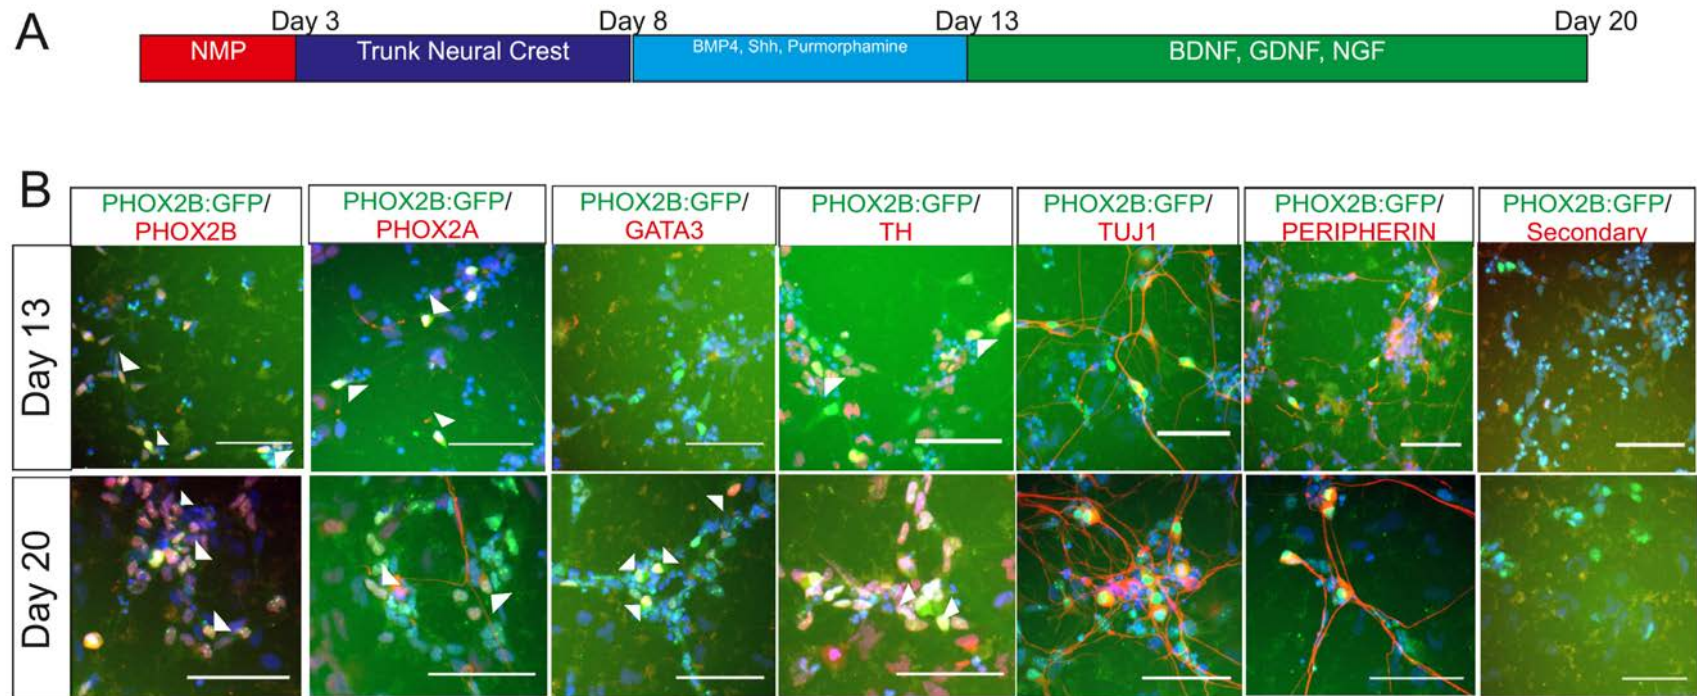 A
Day 3
Day 8
Day 13
Day 20
NMP
Trunk Neural Crest
BMP4, Shh, Purmorphamine
BDNF, GDNF, NGF
B
PHOX2B:GFP/
PHOX2B
PHOX2B:GFP/
PHOX2A
PHOX2B:GFP/
GATA3
PHOX2B:GFP/
TH
PHOX2B:GFP/
TUJ1
PHOX2B:GFP/
PERIPHERIN
PHOX2B:GFP/
Secondary
Day 13
Day 20